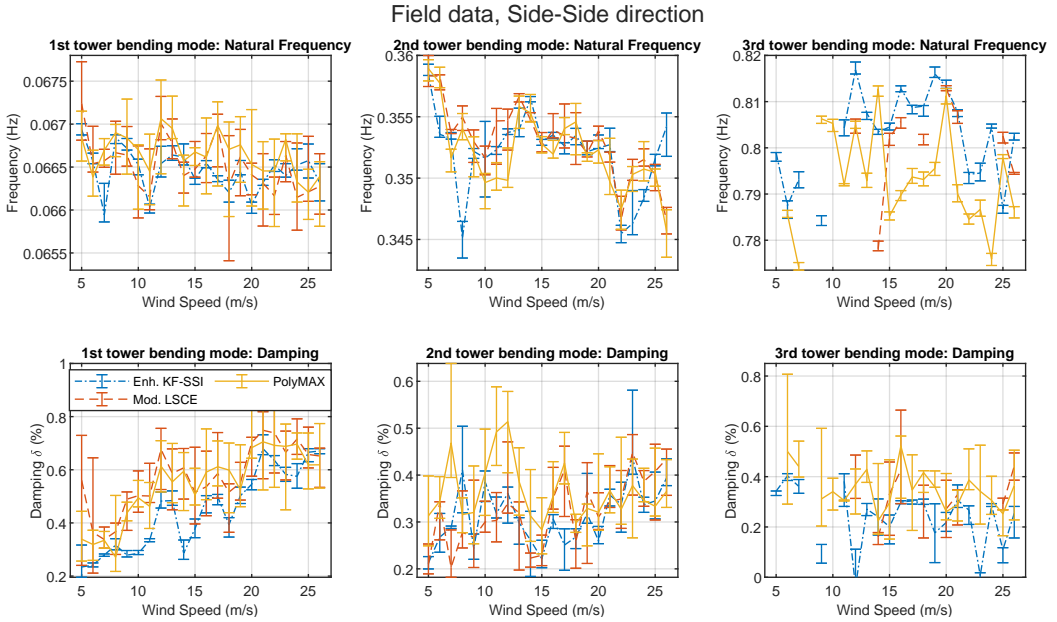 Field data, Side-Side direction
1st tower bending mode: Natural Frequency
2nd tower bending mode: Natural Frequency
3rd tower bending mode: Natural Frequency
0.0675
0.067
0.0665
0.066
0.0655
Frequency (Hz)
5 10 15 20 25
Wind Speed (m/s)
0.36
0.355
0.35
0.345
Frequency (Hz)
5 10 15 20 25
Wind Speed (m/s)
0.82
0.81
0.8
0.79
0.78
Frequency (Hz)
5 10 15 20 25
Wind Speed (m/s)
1st tower bending mode: Damping
2nd tower bending mode: Damping
3rd tower bending mode: Damping
1
0.8
0.6
0.4
0.2
Damping δ (%)
Enh. KF-SSI
PolyMAX
Mod. LSCE
5 10 15 20 25
Wind Speed (m/s)
0.6
0.5
0.4
0.3
0.2
Damping δ (%)
5 10 15 20 25
Wind Speed (m/s)
0.8
0.6
0.4
0.2
0
Damping δ (%)
5 10 15 20 25
Wind Speed (m/s)